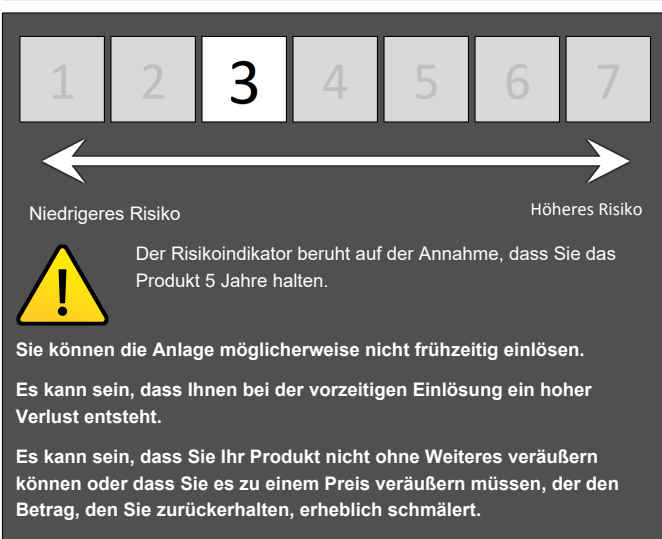 1 2 3 4 5 6 7
Niedrigeres Risiko Höheres Risiko
Der Risikoindikator beruht auf der Annahme, dass Sie das
Produkt 5 Jahre halten.
Sie können die Anlage möglicherweise nicht frühzeitig einlösen.
Es kann sein, dass Ihnen bei der vorzeitigen Einlösung ein hoher
Verlust entsteht.
Es kann sein, dass Sie Ihr Produkt nicht ohne Weiteres veräußern
können oder dass Sie es zu einem Preis veräußern müssen, der den
Betrag, den Sie zurückerhalten, erheblich schmälert.